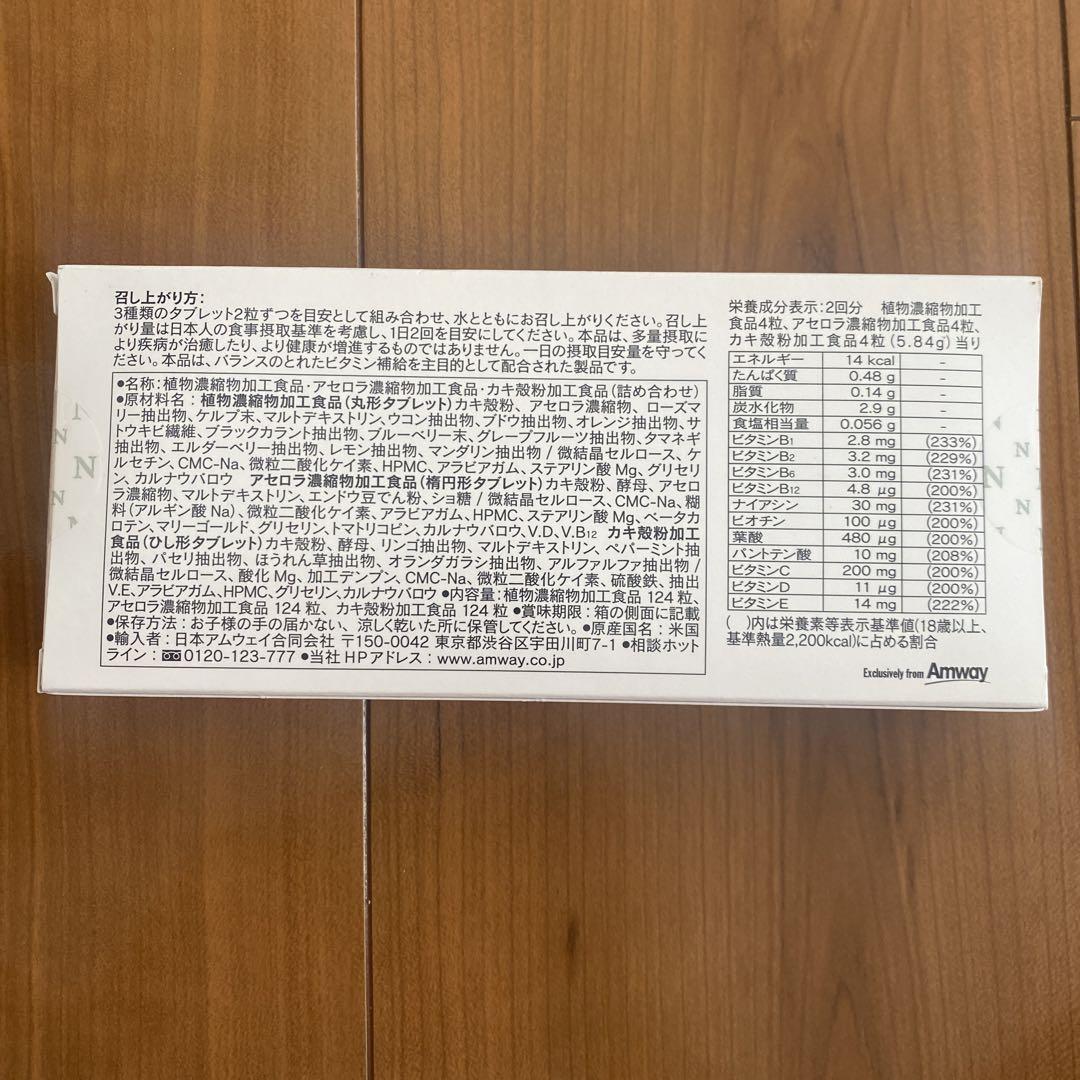 召し上がり方:
3種類のタブレット2粒ずつを目安として組み合わせ、水とともにお召し上がりください。召し上
がり量は日本人の食事摂取基準を考慮し、1日2回を目安にしてください。本品は、多量摂取に
より疾病が治癒したり、より健康が増進するものではありません。一日の摂取目安量を守ってく
ださい。本品は、バランスのとれたビタミン補給を主目的として配合された製品です。
●名称:植物濃縮物加工食品・アセロラ濃縮物加工食品・カキ殻粉加工食品(詰め合わせ)
●原材料名:植物濃縮物加工食品(丸形タブレット)カキ殻粉、アセロラ濃縮物、ローズマ
リー抽出物、ケルプ末、マルトデキストリン、ウコン抽出物、ブドウ抽出物、オレンジ抽出物、サ
トウキビ繊維、ブラックカラント抽出物、ブルーベリー末、グレープフルーツ抽出物、タマネギ
抽出物、エルダーベリー抽出物、レモン抽出物、マンダリン抽出物/微結晶セルロース、ケ
ルセチン、CMC-Na、微粒二酸化ケイ素、HPMC、アラビアガム、ステアリン酸Mg、グリセリ
ン、カルナウバロウ アセロラ濃縮物加工食品(楕円形タブレット)カキ殻粉、酵母、アセロ
ラ濃縮物、マルトデキストリン、エンドウ豆でん粉、ショ糖/微結晶セルロース、CMC-Na、糊
料(アルギン酸Na)、微粒二酸化ケイ素、アラビアガム、HPMC、ステアリン酸Mg、ベータカ
ロテン、マリーゴールド、グリセリン、トマトリコピン、カルナウバロウ、V.D、V.B12 カキ殻粉加工
食品(ひし形タブレット)カキ殻粉、酵母、リンゴ抽出物、マルトデキストリン、ペパーミント抽
出物、パセリ抽出物、ほうれん草抽出物、オランダガラシ抽出物、アルファルファ抽出物/
微結晶セルロース、酸化Mg、加工デンプン、CMC-Na、微粒二酸化ケイ素、硫酸鉄、抽出
V.E、アラビアガム、HPMC、グリセリン、カルナウバロウ ●内容量:植物濃縮物加工食品124粒、
アセロラ濃縮物加工食品124粒、カキ殻粉加工食品124粒 ●賞味期限:箱の側面に記載
●保存方法:お子様の手の届かない、涼しく乾いた所に保管してください。●原産国名:米国
●輸入者:日本アムウェイ合同会社 〒150-0042 東京都渋谷区宇田川町7-1 ●相談ホット
ライン:0120-123-777 ●当社HPアドレス:www.amway.co.jp
栄養成分表示:2回分 植物濃縮物加工
食品4粒、アセロラ濃縮物加工食品4粒、
カキ殻粉加工食品4粒(5.84g)当り
エネルギー 14 kcal -
たんぱく質 0.48 g -
脂質 0.14 g -
炭水化物 2.9 g -
食塩相当量 0.056 g -
ビタミンB1 2.8 mg (233%)
ビタミンB2 3.2 mg (229%)
ビタミンB6 3.0 mg (231%)
ビタミンB12 4.8 μg (200%)
ナイアシン 30 mg (231%)
ビオチン 100 μg (200%)
葉酸 480 μg (200%)
パントテン酸 10 mg (208%)
ビタミンC 200 mg (200%)
ビタミンD 11 μg (200%)
ビタミンE 14 mg (222%)
( )内は栄養素等表示基準値(18歳以上、
基準熱量2,200kcal)に占める割合
Exclusively from Amway
N
N
N
N